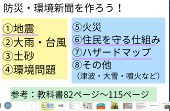 防災・環境新聞を作ろう！
①地震
②大雨・台風
③土砂
④環境問題
⑤火災
⑥住民を守る仕組み
⑦ハザードマップ
⑧その他
（津波・大雪・噴火など）
参考：教科書82ページ～115ページ